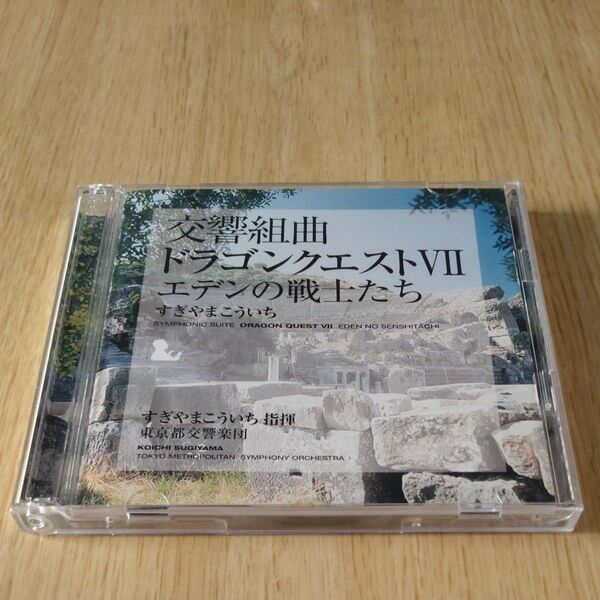 交響組曲
ドラゴンクエストVII
エデンの戦士たち
すぎやまこういち
SYMPHONIC SUITE DRAGON QUEST VII EDEN NO SENSHITACHI
すぎやまこういち 指揮
東京都交響楽団
KOICHI SUGIYAMA
TOKYO METROPOLITAN SYMPHONY ORCHESTRA